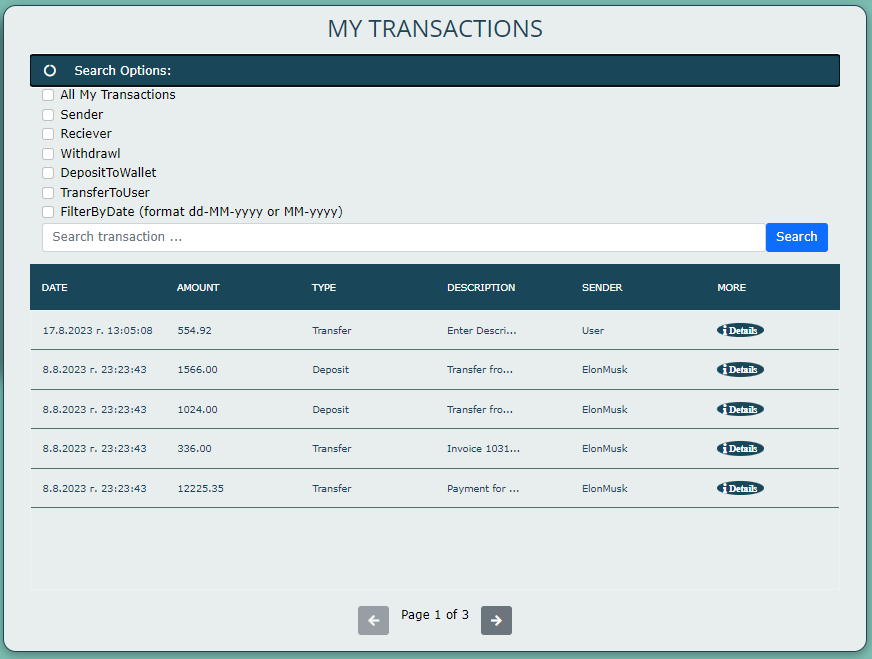 MY TRANSACTIONS
Search Options:
All My Transactions
Sender
Reciever
Withdrawl
DepositToWallet
TransferToUser
FilterByDate (format dd-MM-yyyy or MM-yyyy)
Search transaction ... Search
DATE AMOUNT TYPE DESCRIPTION SENDER MORE
17.8.2023 г. 13:05:08 554.92 Transfer Enter Descri... User i Details
8.8.2023 г. 23:23:43 1566.00 Deposit Transfer fro... ElonMusk i Details
8.8.2023 г. 23:23:43 1024.00 Deposit Transfer fro... ElonMusk i Details
8.8.2023 г. 23:23:43 336.00 Transfer Invoice 1031... ElonMusk i Details
8.8.2023 г. 23:23:43 12225.35 Transfer Payment for ... ElonMusk i Details
Page 1 of 3